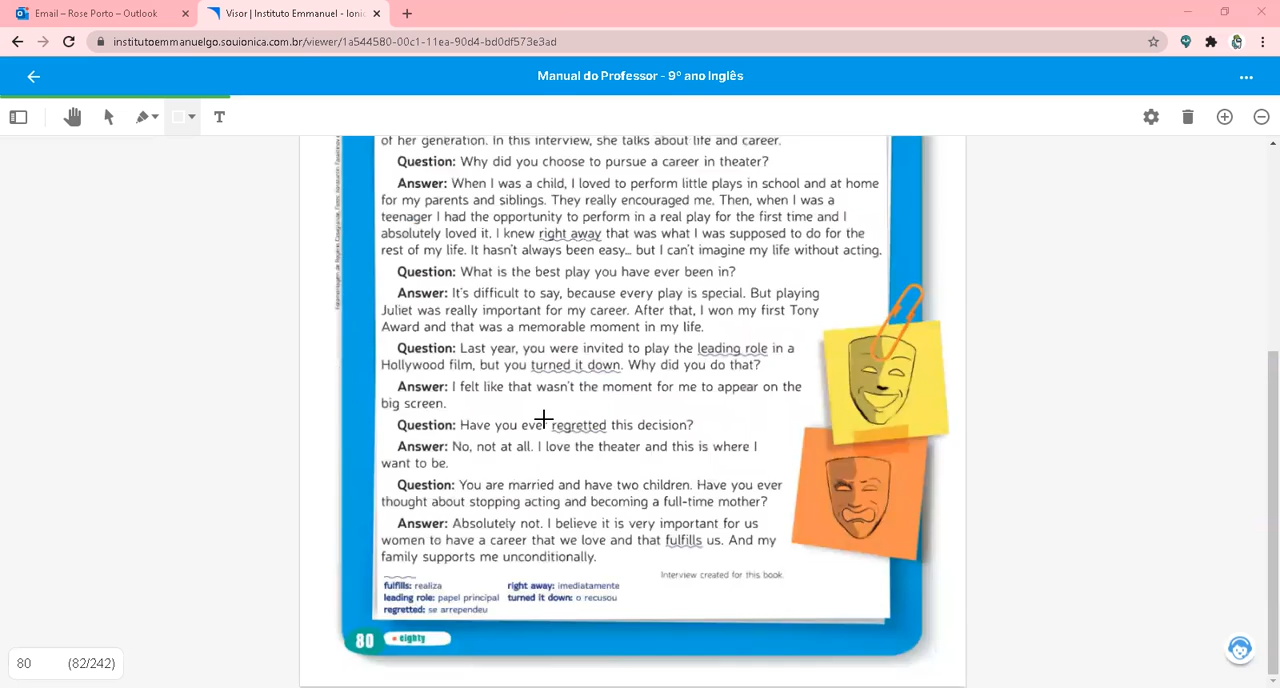 Email – Rose Porto – Outlook
Visor | Instituto Emmanuel - Ionic
institutoemmanuelgo.souionica.com.br/viewer/1a544580-00c1-11ea-90d4-bd0df573e3ad
Manual do Professor - 9º ano Inglês
T
of her generation. In this interview, she talks about life and career.
Question: Why did you choose to pursue a career in theater?
Answer: When I was a child, I loved to perform little plays in school and at home
for my parents and siblings. They really encouraged me. Then, when I was a
teenager I had the opportunity to perform in a real play for the first time and I
absolutely loved it. I knew right away that was what I was supposed to do for the
rest of my life. It hasn't always been easy... but I can't imagine my life without acting.
Question: What is the best play you have ever been in?
Answer: It's difficult to say, because every play is special. But playing
Juliet was really important for my career. After that, I won my first Tony
Award and that was a memorable moment in my life.
Question: Last year, you were invited to play the leading role in a
Hollywood film, but you turned it down. Why did you do that?
Answer: I felt like that wasn't the moment for me to appear on the
big screen.
Question: Have you ever regretted this decision?
Answer: No, not at all. I love the theater and this is where I
want to be.
Question: You are married and have two children. Have you ever
thought about stopping acting and becoming a full-time mother?
Answer: Absolutely not. I believe it is very important for us
women to have a career that we love and that fulfills us. And my
family supports me unconditionally.
Interview created for this book.
fulfills: realiza
leading role: papel principal
regretted: se arrependeu
right away: imediatamente
turned it down: o recusou
80 • eighty
80 (82/242)